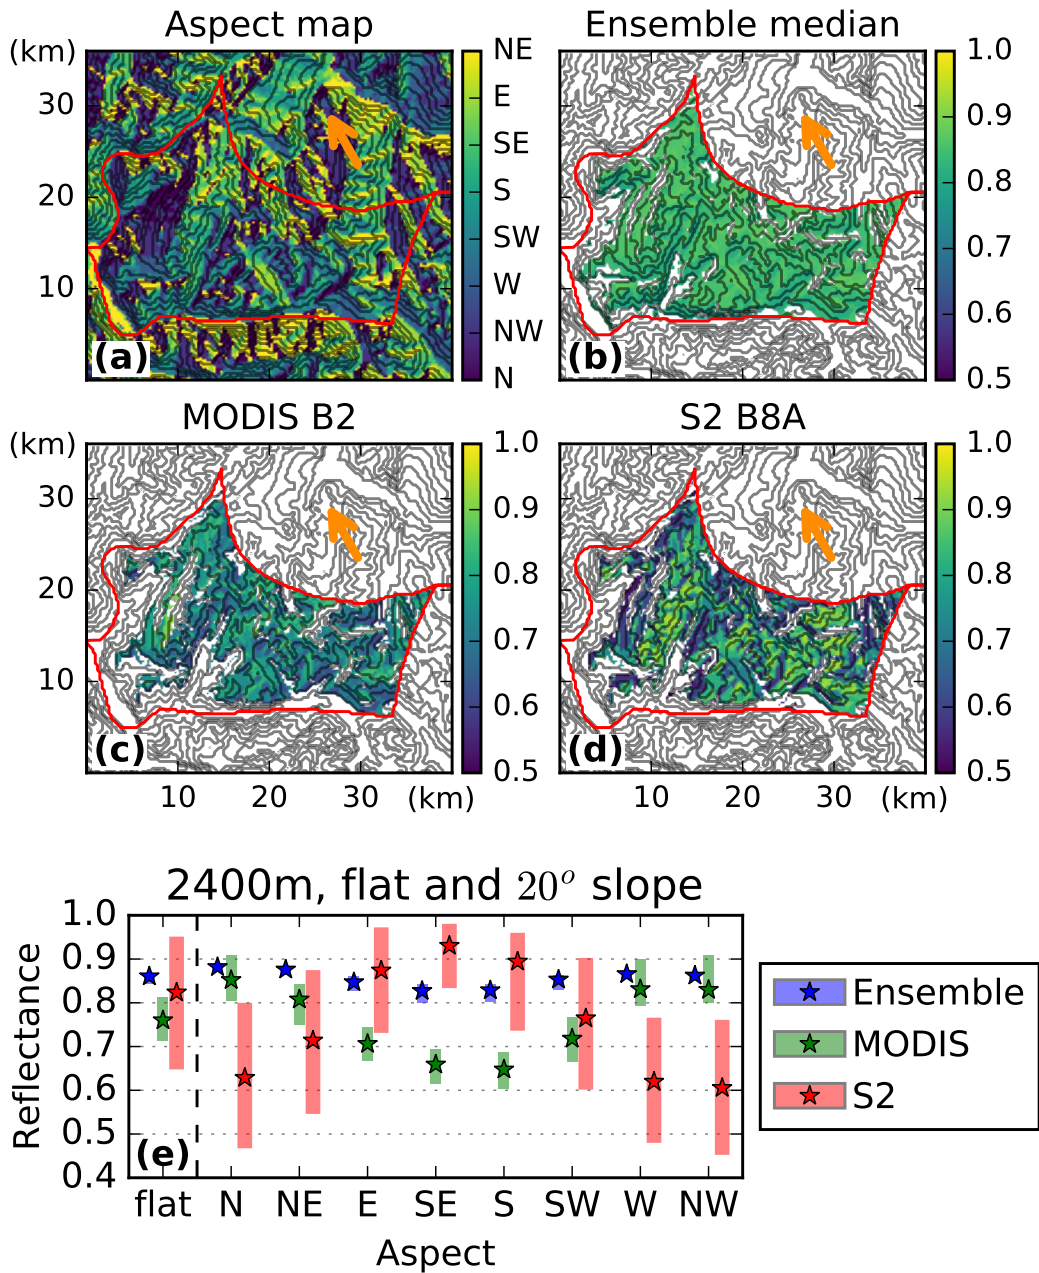 Aspect map
Ensemble median
(km)
30
20
10
(a)
NE
E
SE
S
SW
W
NW
N
(b)
1.0
0.9
0.8
0.7
0.6
0.5
MODIS B2
S2 B8A
(km)
30
20
10
(c)
10 20 30 (km)
1.0
0.9
0.8
0.7
0.6
0.5
(d)
10 20 30 (km)
1.0
0.9
0.8
0.7
0.6
0.5
2400m, flat and 20° slope
Reflectance
1.0
0.9
0.8
0.7
0.6
0.5
0.4
(e)
flat N NE E SE S SW W NW
Aspect
Ensemble
MODIS
S2